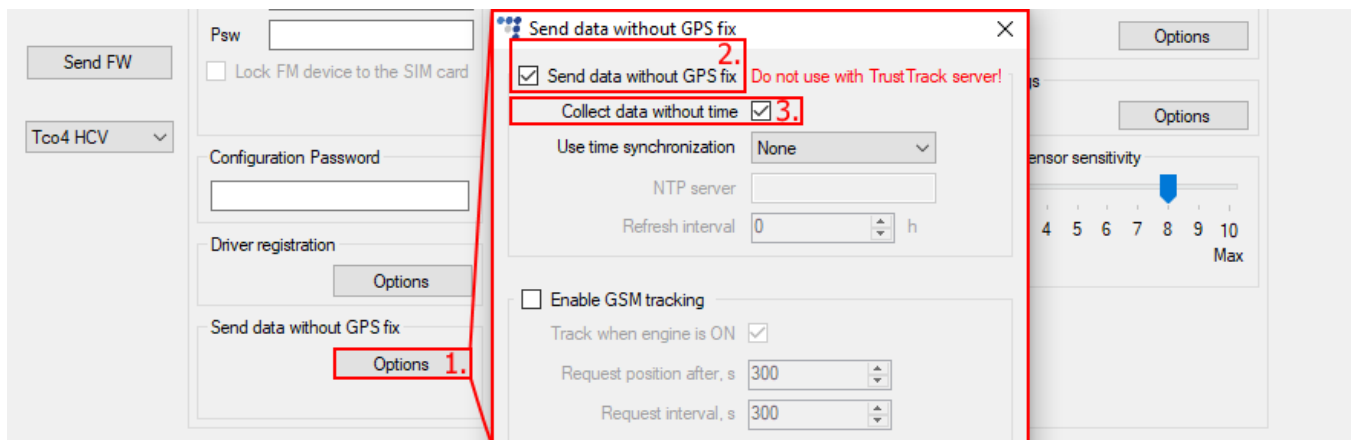 Send FW
Tco4 HCV
Psw
Lock FM device to the SIM card
Configuration Password
Driver registration
Options
Send data without GPS fix
Options 1.
Send data without GPS fix
2.
Send data without GPS fix Do not use with TrustTrack server!
Collect data without time 3.
Use time synchronization None
NTP server
Refresh interval 0 h
Enable GSM tracking
Track when engine is ON
Request position after, s 300
Request interval, s 300
Options
Options
sensitivity
4 5 6 7 8 9 10
Max